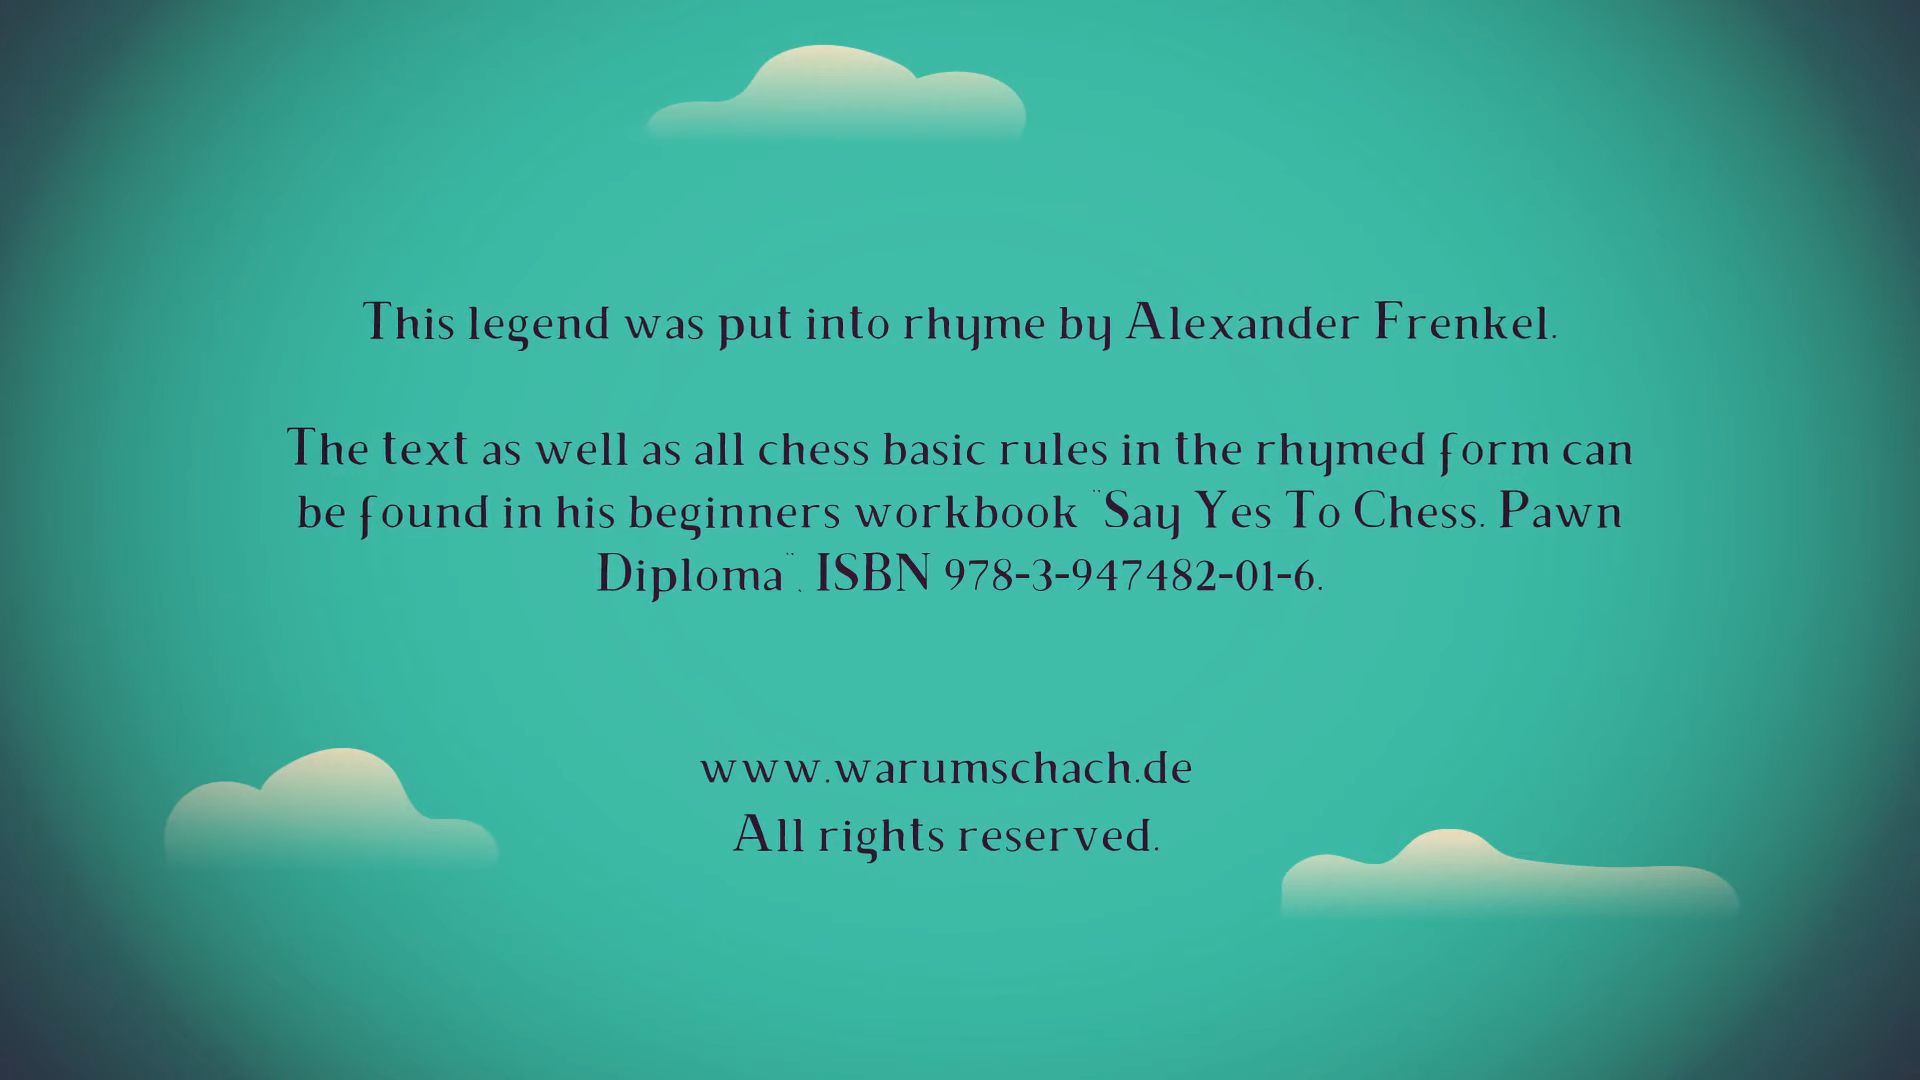 This legend was put into rhyme by Alexander Frenkel.
The text as well as all chess basic rules in the rhymed form can
be found in his beginners workbook "Say Yes To Chess. Pawn
Diploma", ISBN 978-3-947482-01-6.
www.warumschach.de
All rights reserved.